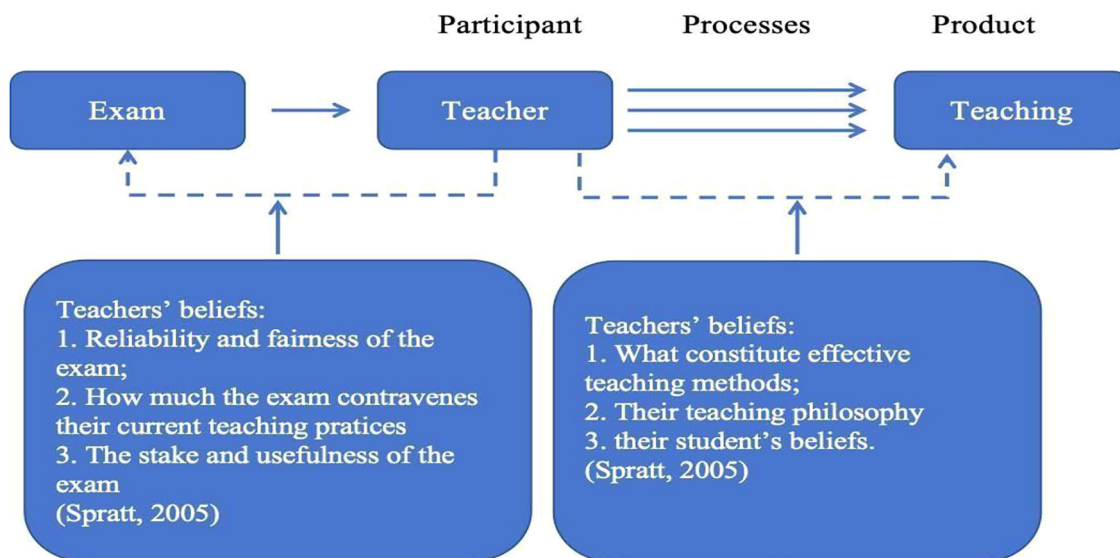 Participant Processes Product
Exam Teacher Teaching
Teachers’ beliefs:
1. Reliability and fairness of the
exam;
2. How much the exam contravenes
their current teaching pratices
3. The stake and usefulness of the
exam
(Spratt, 2005)
Teachers’ beliefs:
1. What constitute effective
teaching methods;
2. Their teaching philosophy
3. their student’s beliefs.
(Spratt, 2005)